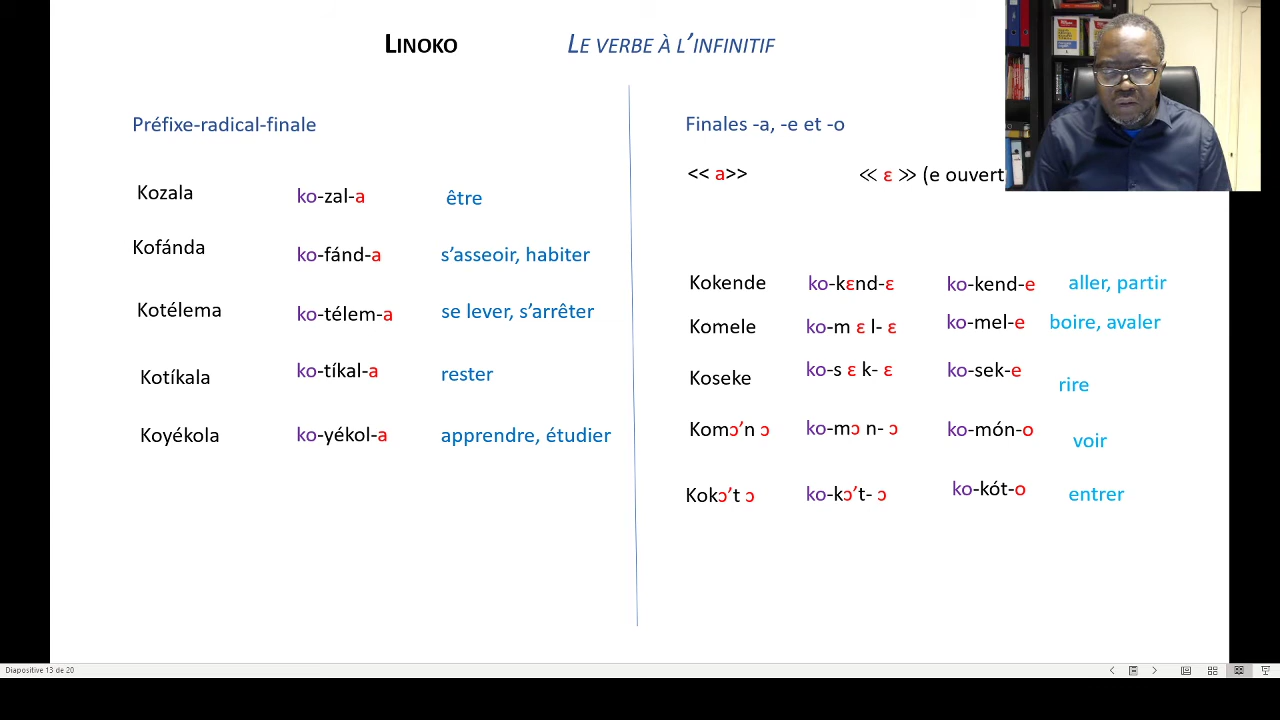 LINOKO LE VERBE À L'INFINITIF
Préfixe-radical-finale
Kozala ko-zal-a être
Kofánda ko-fánd-a s'asseoir, habiter
Kotélema ko-télem-a se lever, s'arrêter
Kotíkala ko-tíkal-a rester
Koyékola ko-yékol-a apprendre, étudier
Finales -a, -e et -o
<< a>> ≪ ε ≫ (e ouvert
Kokende ko-kεnd-ε ko-kend-e aller, partir
Komele ko-m ε l- ε ko-mel-e boire, avaler
Koseke ko-s ε k- ε ko-sek-e rire
Komɔ’n ɔ ko-mɔ n- ɔ ko-món-o voir
Kokɔ’t ɔ ko-kɔ’t- ɔ ko-kót-o entrer
Diapositive 13 de 20